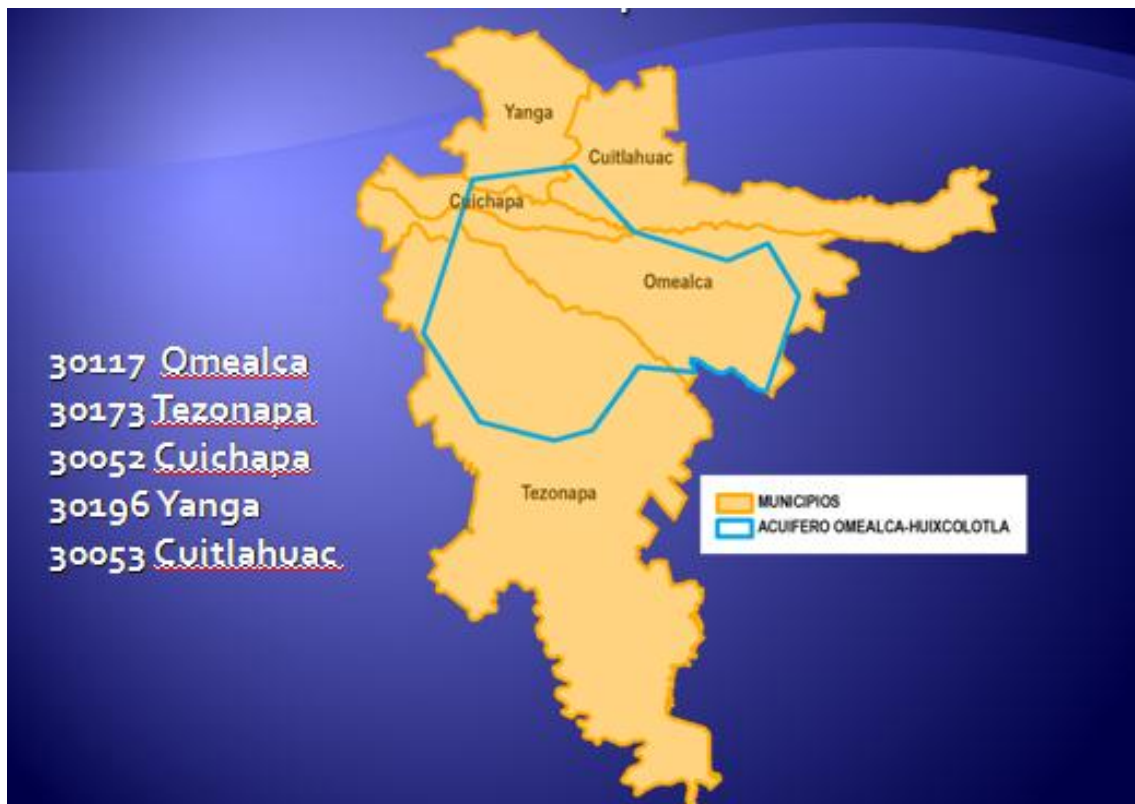 Yanga
Cuitlahuac
Cuichapa
Omealca
30117 Omealca
30173 Tezonapa
30052 Cuichapa
30196 Yanga
30053 Cuitlahuac
Tezonapa
MUNICIPIOS
ACUIFERO OMEALCA-HUIXCOLOTLA